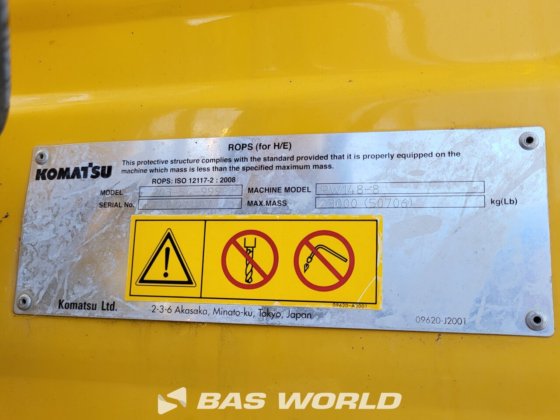 ROPS (for H/E)
KOMATSU
This protective structure complies with the standard provided that it is properly equipped on the
machine which mass is less than the specified maximum mass.
ROPS: ISO 12117-2 : 2008
MODEL MACHINE MODEL
SERIAL No. MAX.MASS kg(Lb)
09620-A2001
Komatsu Ltd.
2-3-6 Akasaka, Minato-ku, Tokyo, Japan
09620-J2001
BAS WORLD